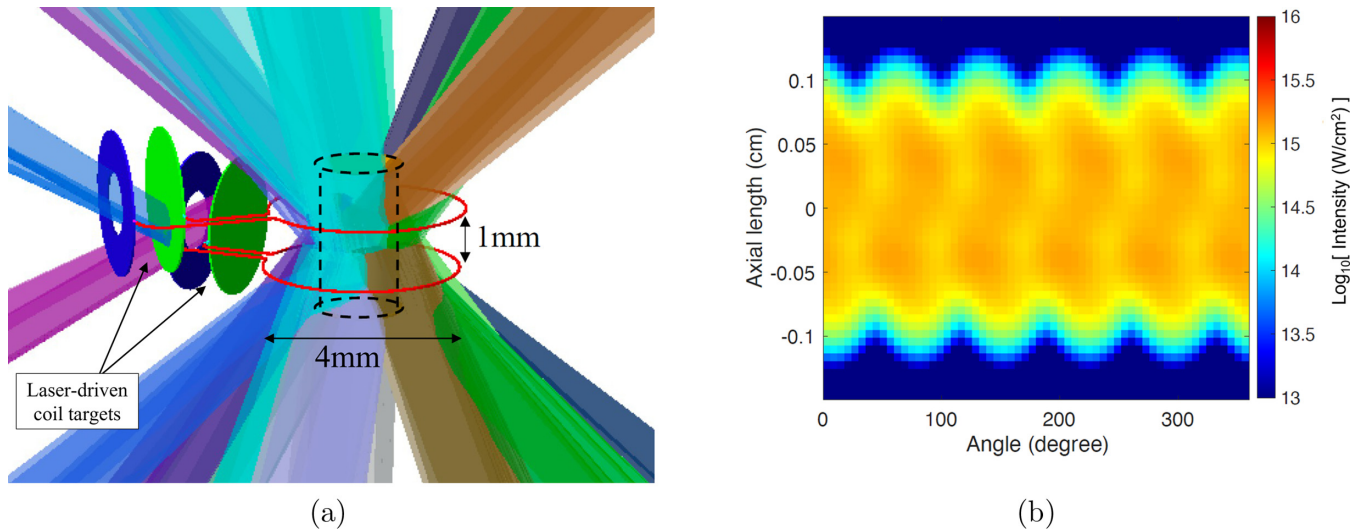 1mm
4mm
Laser-driven
coil targets
(a)
0.1
0.05
0
-0.05
-0.1
Axial length (cm)
0 100 200 300
Angle (degree)
16
15.5
15
14.5
14
13.5
13
Log10[ Intensity (W/cm²) ]
(b)